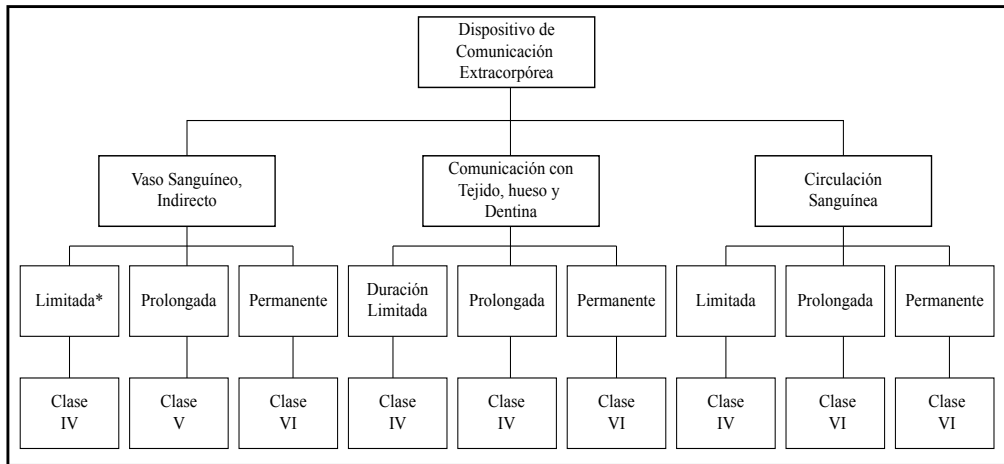 Dispositivo de
Comunicación
Extracorpórea
Vaso Sanguíneo,
Indirecto
Comunicación con
Tejido, hueso y
Dentina
Circulación
Sanguínea
Limitada*
Prolongada
Permanente
Duración
Limitada
Prolongada
Permanente
Limitada
Prolongada
Permanente
Clase
IV
Clase
V
Clase
VI
Clase
IV
Clase
IV
Clase
VI
Clase
IV
Clase
VI
Clase
VI